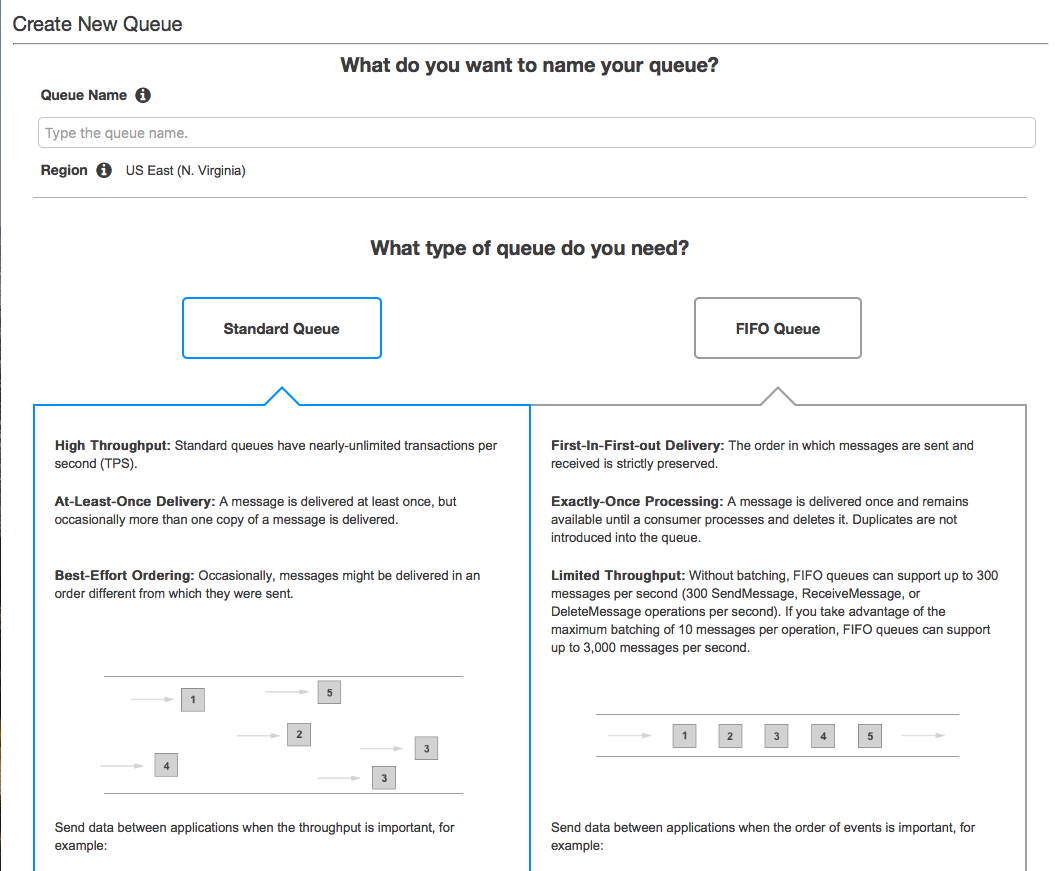 Create New Queue
What do you want to name your queue?
Queue Name
Type the queue name.
Region US East (N. Virginia)
What type of queue do you need?
Standard Queue
FIFO Queue
High Throughput: Standard queues have nearly-unlimited transactions per
second (TPS).
At-Least-Once Delivery: A message is delivered at least once, but
occasionally more than one copy of a message is delivered.
Best-Effort Ordering: Occasionally, messages might be delivered in an
order different from which they were sent.
1
5
2
3
4
3
Send data between applications when the throughput is important, for
example:
First-In-First-out Delivery: The order in which messages are sent and
received is strictly preserved.
Exactly-Once Processing: A message is delivered once and remains
available until a consumer processes and deletes it. Duplicates are not
introduced into the queue.
Limited Throughput: Without batching, FIFO queues can support up to 300
messages per second (300 SendMessage, ReceiveMessage, or
DeleteMessage operations per second). If you take advantage of the
maximum batching of 10 messages per operation, FIFO queues can support
up to 3,000 messages per second.
1 2 3 4 5
Send data between applications when the order of events is important, for
example: